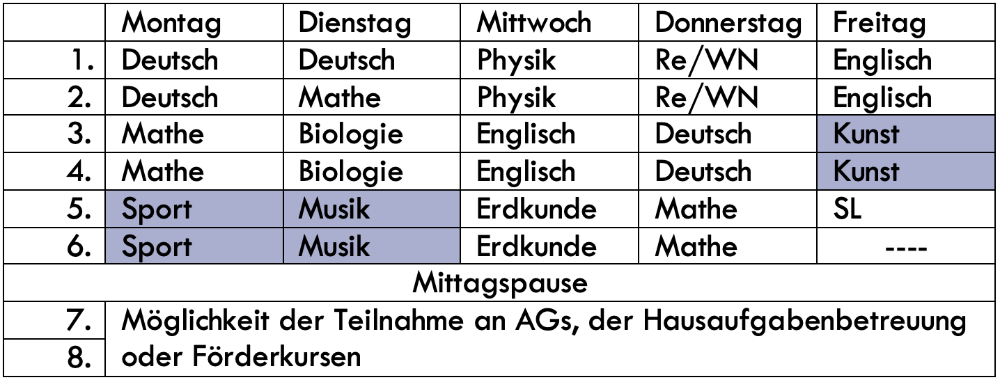 Montag Dienstag Mittwoch Donnerstag Freitag
1. Deutsch Deutsch Physik Re/WN Englisch
2. Deutsch Mathe Physik Re/WN Englisch
3. Mathe Biologie Englisch Deutsch Kunst
4. Mathe Biologie Englisch Deutsch Kunst
5. Sport Musik Erdkunde Mathe SL
6. Sport Musik Erdkunde Mathe ----
Mittagspause
7. Möglichkeit der Teilnahme an AGs, der Hausaufgabenbetreuung
8. oder Förderkursen